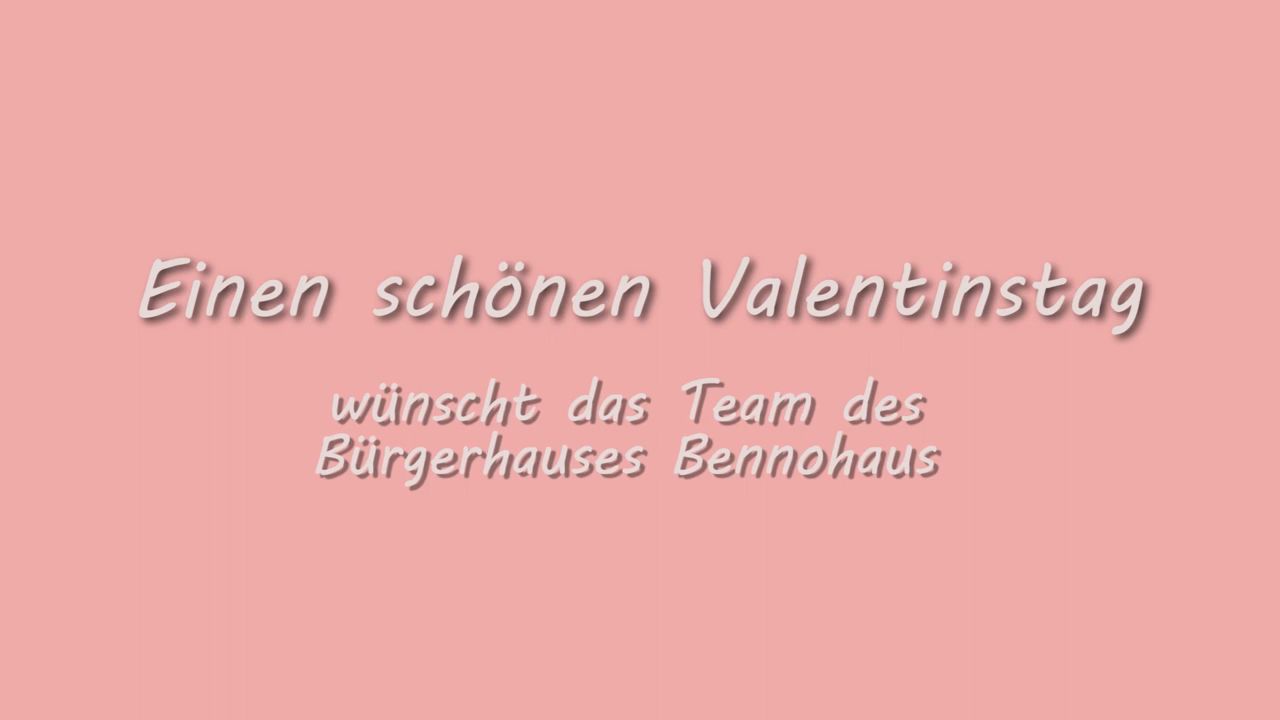 Einen schönen Valentinstag
wünscht das Team des
Bürgerhauses Bennohaus